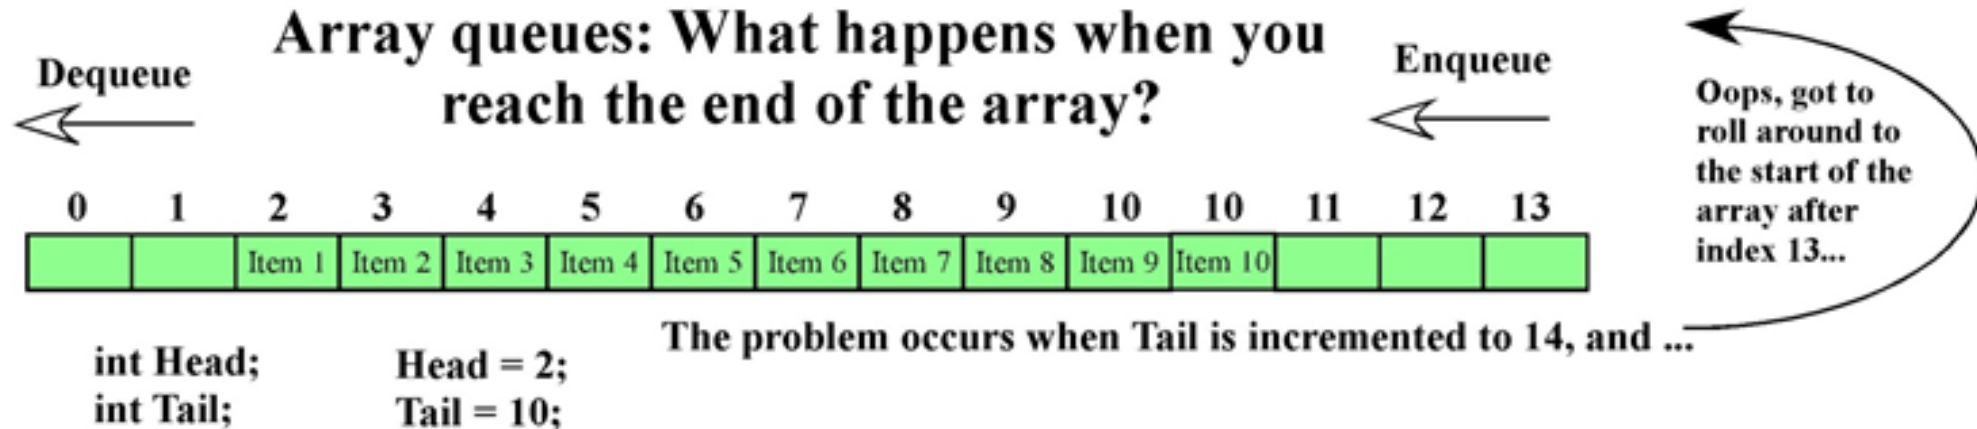 Array queues: What happens when you
reach the end of the array?
Dequeue
Enqueue
Oops, got to
roll around to
the start of the
array after
index 13...
0 1 2 3 4 5 6 7 8 9 10 10 11 12 13
Item 1 Item 2 Item 3 Item 4 Item 5 Item 6 Item 7 Item 8 Item 9 Item 10
The problem occurs when Tail is incremented to 14, and ...
int Head; Head = 2;
int Tail; Tail = 10;